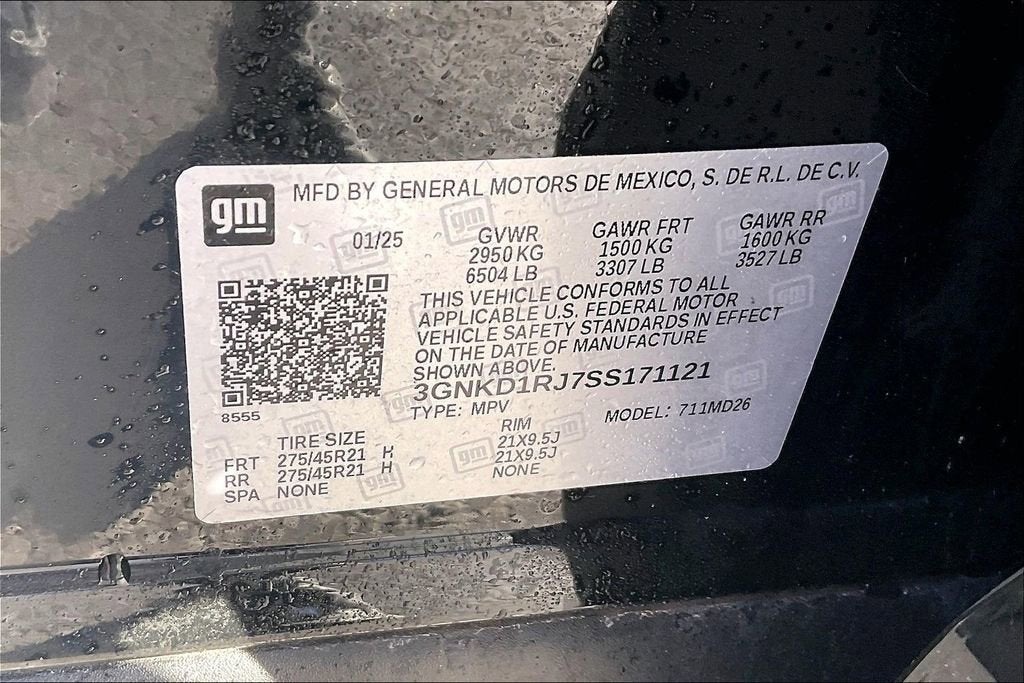 gm MFD BY GENERAL MOTORS DE MEXICO, S. DE R.L. DE C.V.
01/25 GVWR GAWR FRT GAWR RR
2950 KG 1500 KG 1600 KG
6504 LB 3307 LB 3527 LB
THIS VEHICLE CONFORMS TO ALL
APPLICABLE U.S. FEDERAL MOTOR
VEHICLE SAFETY STANDARDS IN EFFECT
ON THE DATE OF MANUFACTURE
SHOWN ABOVE.
3GNKD1RJ7SS171121
8555 TYPE: MPV MODEL: 711MD26
TIRE SIZE RIM
FRT 275/45R21 H 21X9.5J
RR 275/45R21 H 21X9.5J
SPA NONE NONE